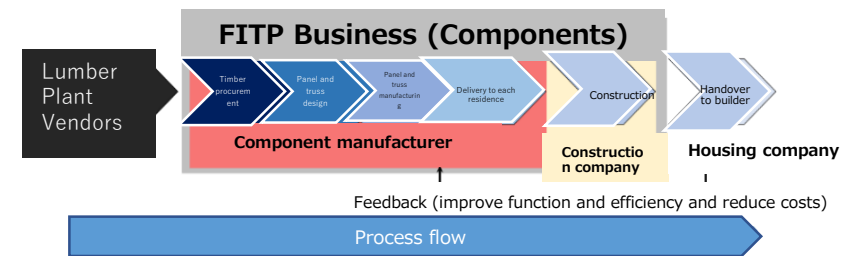 FITP Business (Components)
Lumber
Plant
Vendors
Timber
procurem
ent
Panel and
truss
design
Panel and
truss
manufacturin
g
Delivery to each
residence
Construction
Handover
to builder
Component manufacturer
Constructio
n company
Housing company
Feedback (improve function and efficiency and reduce costs)
Process flow